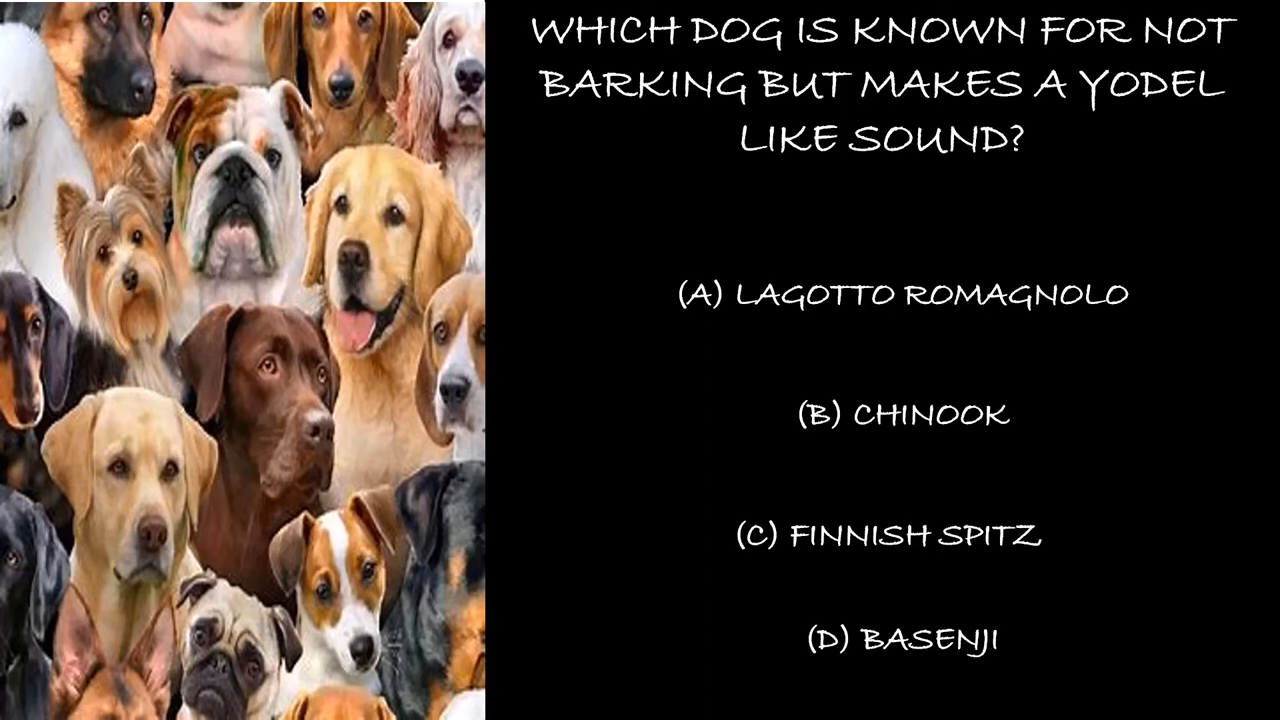 WHICH DOG IS KNOWN FOR NOT
BARKING BUT MAKES A YODEL
LIKE SOUND?
(A) LAGOTTO ROMAGNOLO
(B) CHINOOK
(C) FINNISH SPITZ
(D) BASENJI